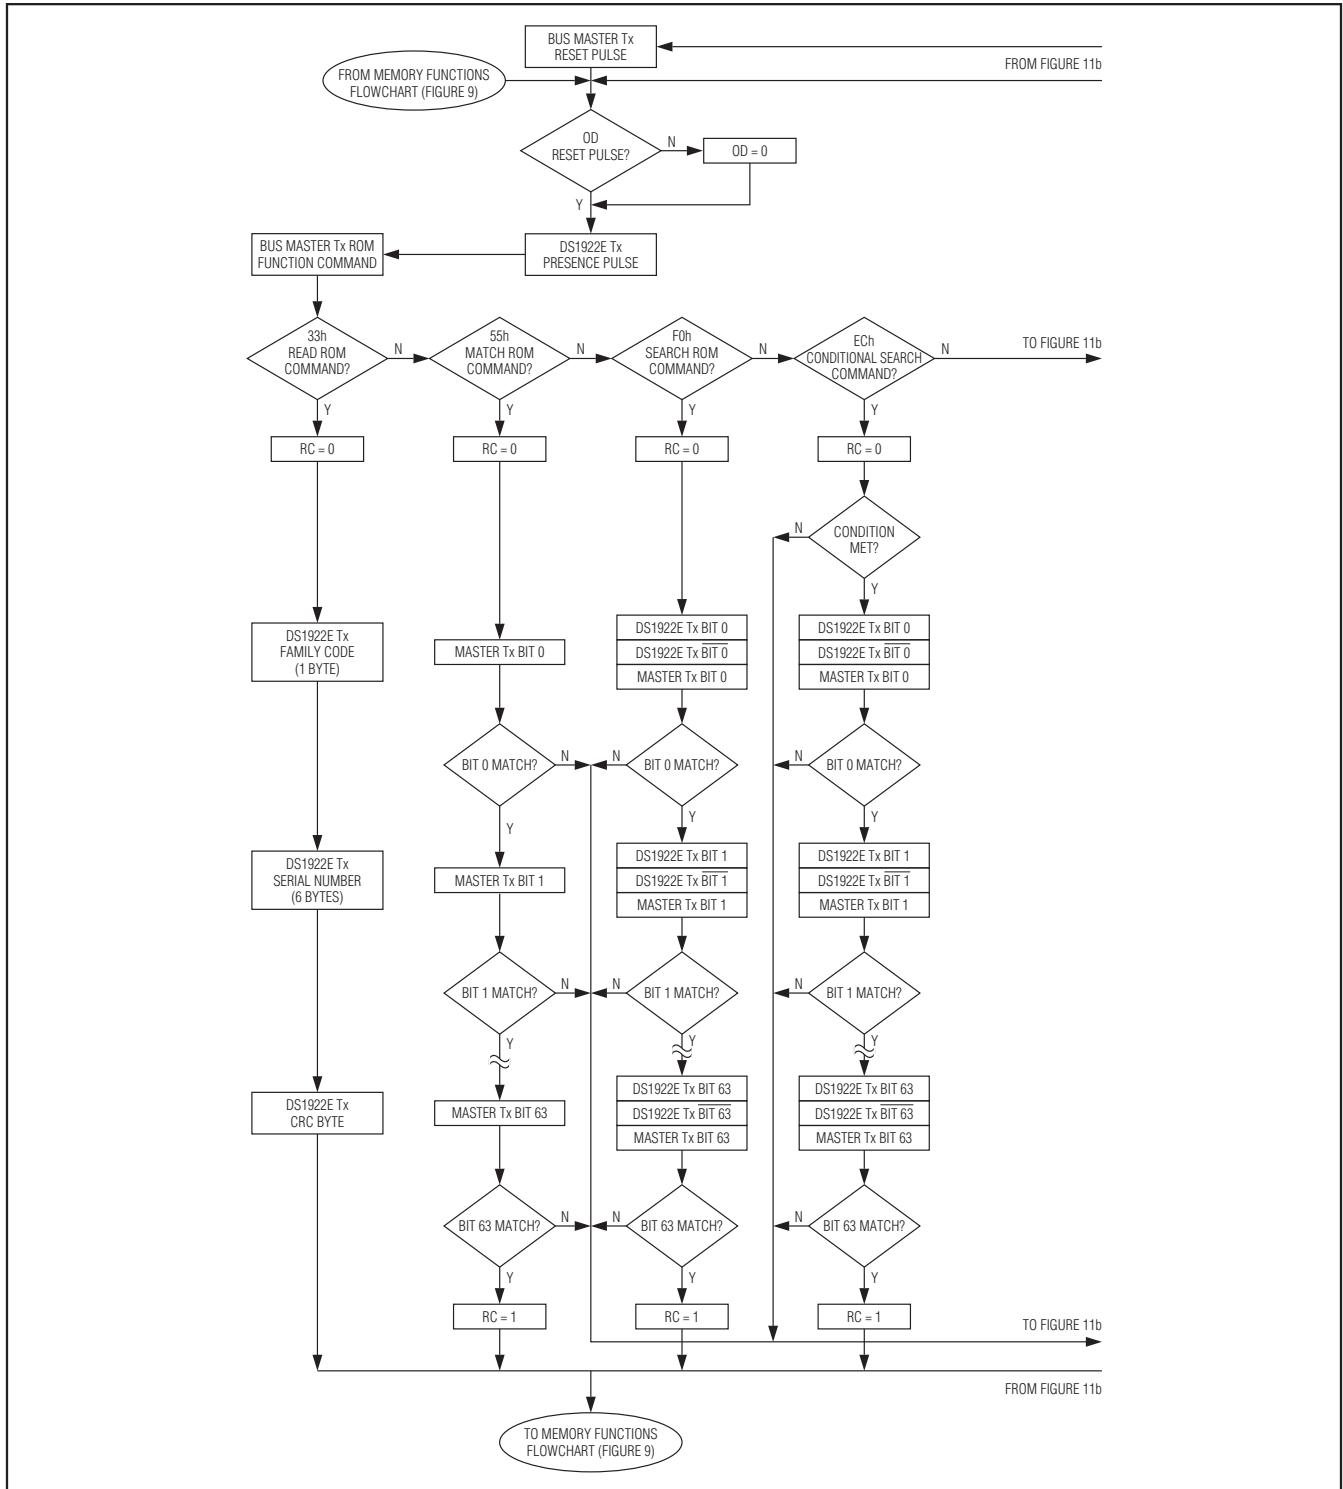 BUS MASTER Tx
RESET PULSE
FROM FIGURE 11b
FROM MEMORY FUNCTIONS
FLOWCHART (FIGURE 9)
OD
RESET PULSE?
N
OD = 0
Y
BUS MASTER Tx ROM
FUNCTION COMMAND
DS1922E Tx
PRESENCE PULSE
33h
READ ROM
COMMAND?
N
55h
MATCH ROM
COMMAND?
N
F0h
SEARCH ROM
COMMAND?
N
ECh
CONDITIONAL SEARCH
COMMAND?
N
TO FIGURE 11b
Y
Y
Y
Y
RC = 0
RC = 0
RC = 0
RC = 0
N
CONDITION
MET?
Y
DS1922E Tx
FAMILY CODE
(1 BYTE)
MASTER Tx BIT 0
DS1922E Tx BIT 0
DS1922E Tx B̅I̅T̅ ̅0̅
MASTER Tx BIT 0
DS1922E Tx BIT 0
DS1922E Tx B̅I̅T̅ ̅0̅
MASTER Tx BIT 0
BIT 0 MATCH?
N
N
BIT 0 MATCH?
N
BIT 0 MATCH?
Y
Y
Y
DS1922E Tx
SERIAL NUMBER
(6 BYTES)
MASTER Tx BIT 1
DS1922E Tx BIT 1
DS1922E Tx B̅I̅T̅ ̅1̅
MASTER Tx BIT 1
DS1922E Tx BIT 1
DS1922E Tx B̅I̅T̅ ̅1̅
MASTER Tx BIT 1
BIT 1 MATCH?
N
N
BIT 1 MATCH?
N
BIT 1 MATCH?
Y
Y
Y
DS1922E Tx
CRC BYTE
MASTER Tx BIT 63
DS1922E Tx BIT 63
DS1922E Tx B̅I̅T̅ ̅6̅3̅
MASTER Tx BIT 63
DS1922E Tx BIT 63
DS1922E Tx B̅I̅T̅ ̅6̅3̅
MASTER Tx BIT 63
BIT 63 MATCH?
N
N
BIT 63 MATCH?
N
BIT 63 MATCH?
Y
Y
Y
RC = 1
RC = 1
RC = 1
TO FIGURE 11b
FROM FIGURE 11b
TO MEMORY FUNCTIONS
FLOWCHART (FIGURE 9)